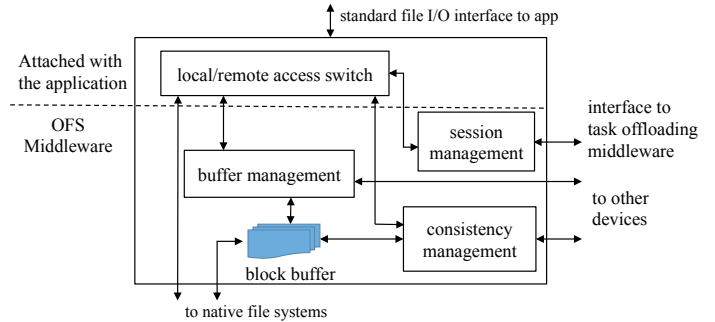 standard file I/O interface to app
Attached with
the application
local/remote access switch
OFS
Middleware
session
management
interface to
task offloading
middleware
buffer management
to other
devices
consistency
management
block buffer
to native file systems